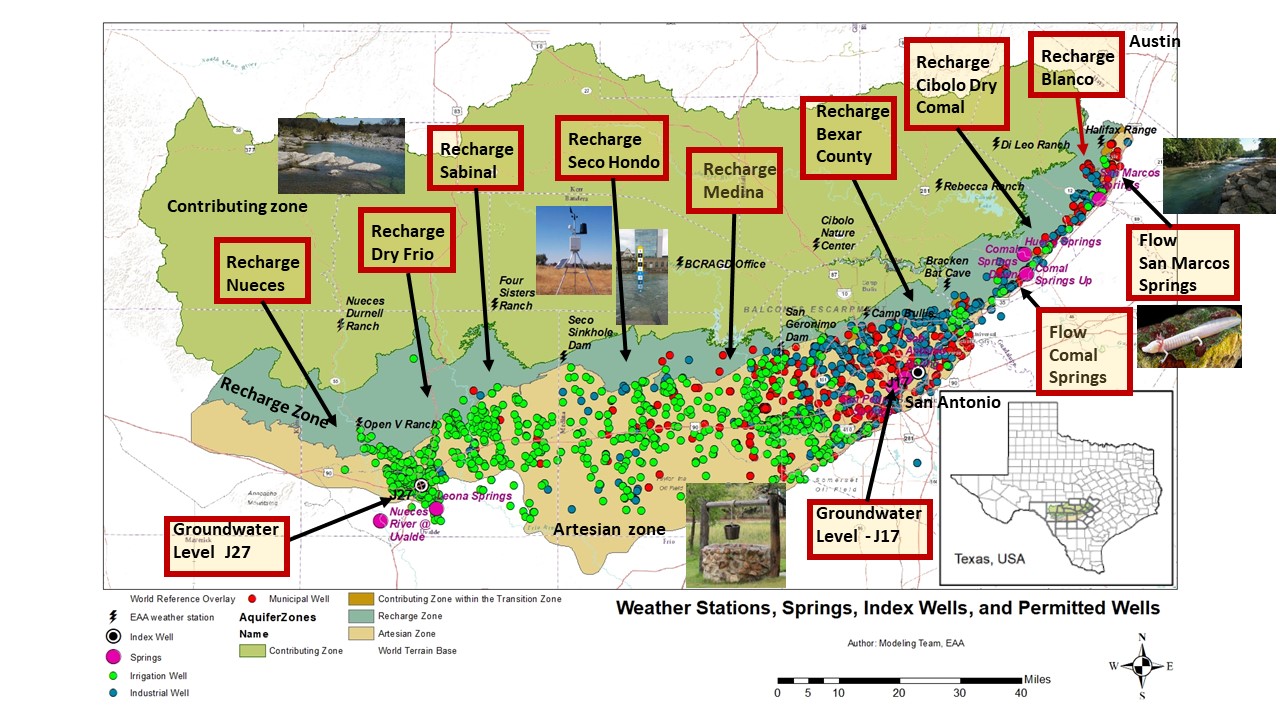 Austin
Recharge
Cibolo Dry
Comal
Recharge
Blanco
Recharge
Bexar
County
Recharge
Seco Hondo
Recharge
Sabinal
Recharge
Medina
Halifax Range
Di Leo Ranch
San Marcos
Springs
Rebecca Ranch
Contributing zone
Recharge
Dry Frio
Cibolo
Nature
Center
Flow
San Marcos
Springs
Recharge
Nueces
Hueco Springs
Comal
Springs
Comal
Springs Up
BCRAGD Office
Bracken
Bat Cave
Four
Sisters
Ranch
Nueces
Durnell
Ranch
BALCONES ESCARPM
Seco
Sinkhole
Dam
San
Geronimo
Dam
Camp Bullis
Flow
Comal
Springs
Recharge Zone
J17
San Antonio
Open V Ranch
J27
Leona Springs
Nueces
River @
Uvalde
Uvalde
Groundwater
Level J27
Artesian zone
Groundwater
Level - J17
Somerset
Oil Field
Texas, USA
World Reference Overlay
EAA weather station
Index Well
Springs
Irrigation Well
Industrial Well
Municipal Well
AquiferZones
Name
Contributing Zone
Contributing Zone within the Transition Zone
Recharge Zone
Artesian Zone
World Terrain Base
Weather Stations, Springs, Index Wells, and Permitted Wells
Author: Modeling Team, EAA
N
W
E
S
Miles
0 5 10 20 30 40